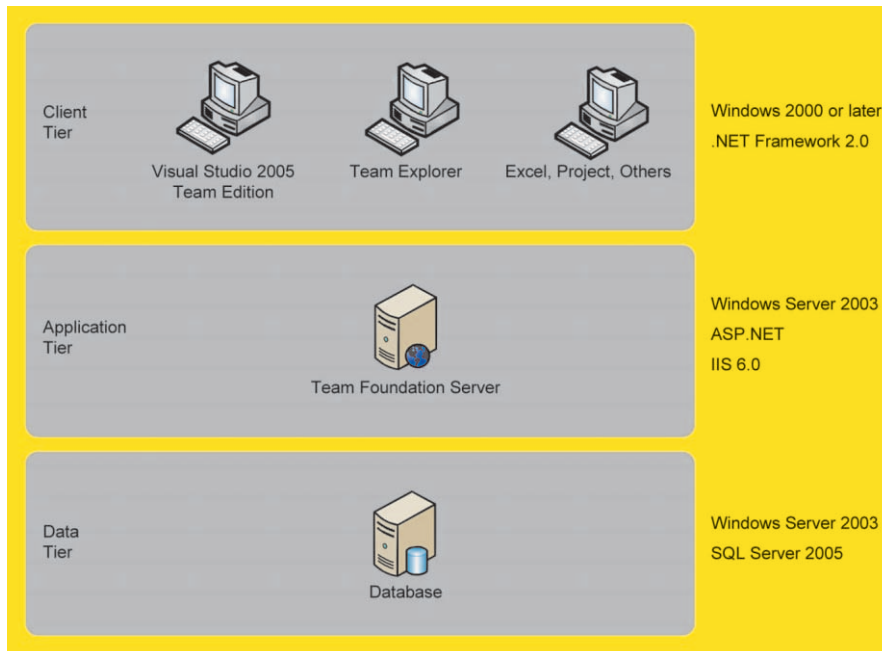 Client
Tier
Visual Studio 2005
Team Edition
Team Explorer
Excel, Project, Others
Windows 2000 or later
.NET Framework 2.0
Application
Tier
Team Foundation Server
Windows Server 2003
ASP.NET
IIS 6.0
Data
Tier
Database
Windows Server 2003
SQL Server 2005